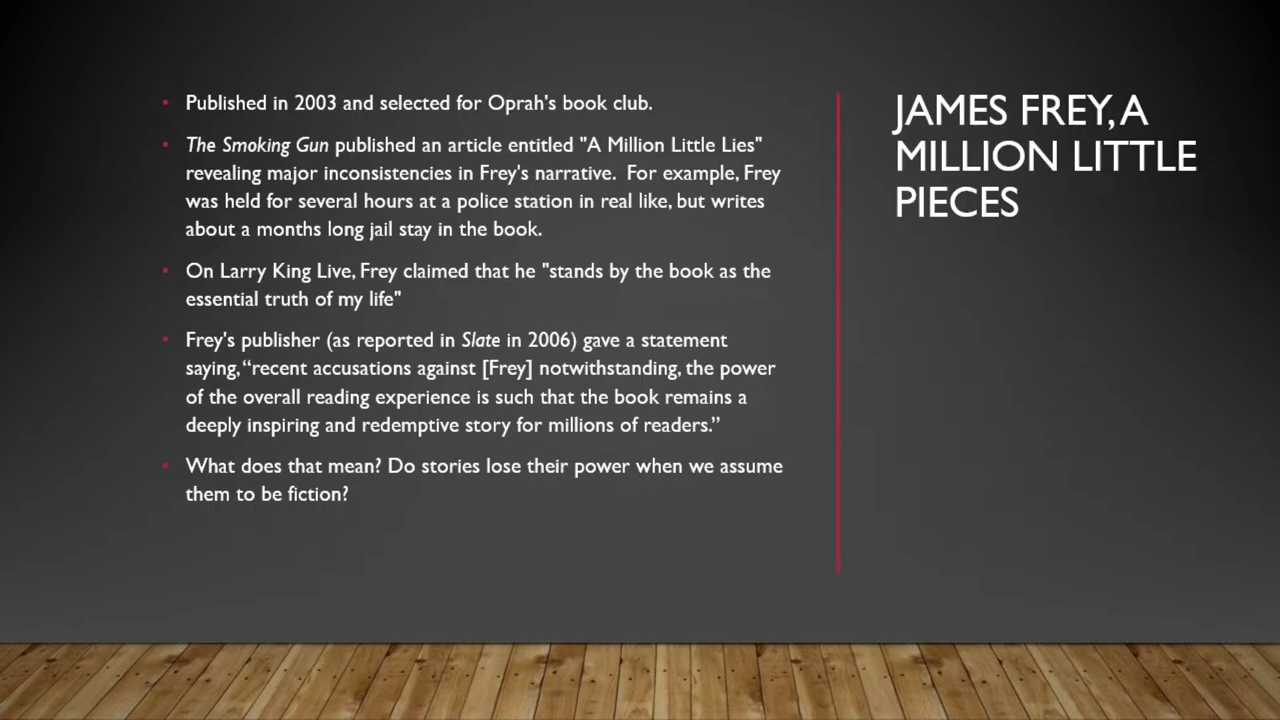 Published in 2003 and selected for Oprah's book club.
The Smoking Gun published an article entitled "A Million Little Lies"
revealing major inconsistencies in Frey's narrative.  For example, Frey
was held for several hours at a police station in real like, but writes
about a months long jail stay in the book.
On Larry King Live, Frey claimed that he "stands by the book as the
essential truth of my life"
Frey's publisher (as reported in Slate in 2006) gave a statement
saying, “recent accusations against [Frey] notwithstanding, the power
of the overall reading experience is such that the book remains a
deeply inspiring and redemptive story for millions of readers.”
What does that mean? Do stories lose their power when we assume
them to be fiction?
JAMES FREY, A
MILLION LITTLE
PIECES